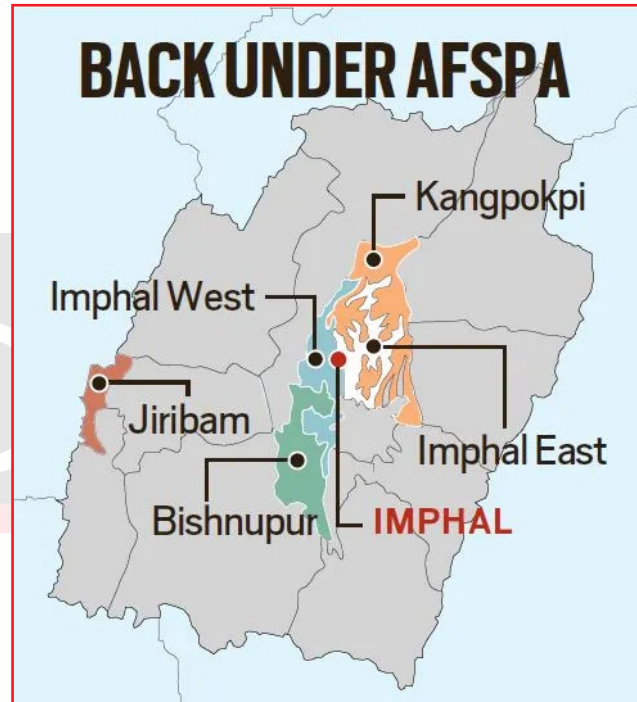 BACK UNDER AFSPA
Kangpokpi
Imphal West
Jiribam
Imphal East
Bishnupur
IMPHAL